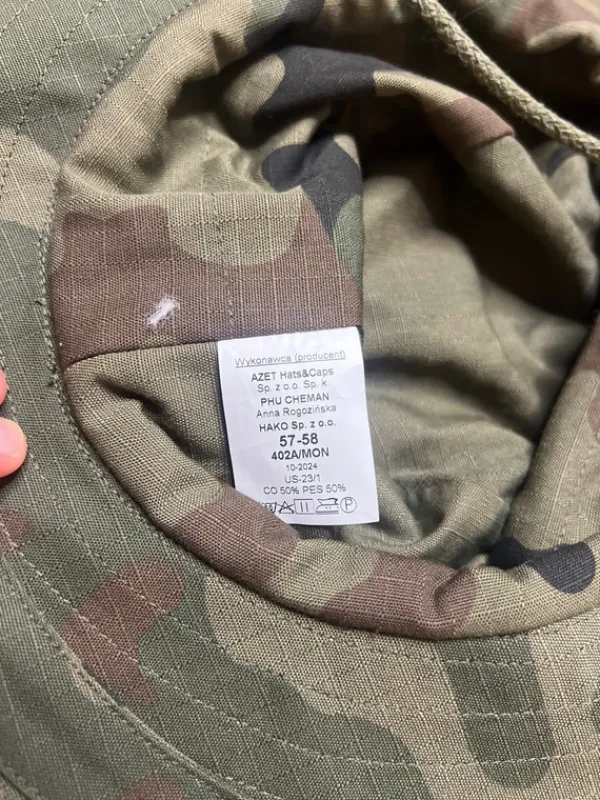 Wykonawca (producent)
AZET Hats&Caps
Sp. z o.o. Sp. k.
PHU CHEMAN
Anna Rogozińska
HAKO Sp. z o.o.
57-58
402A/MON
10-2024
US-23/1
CO 50% PES 50%
P